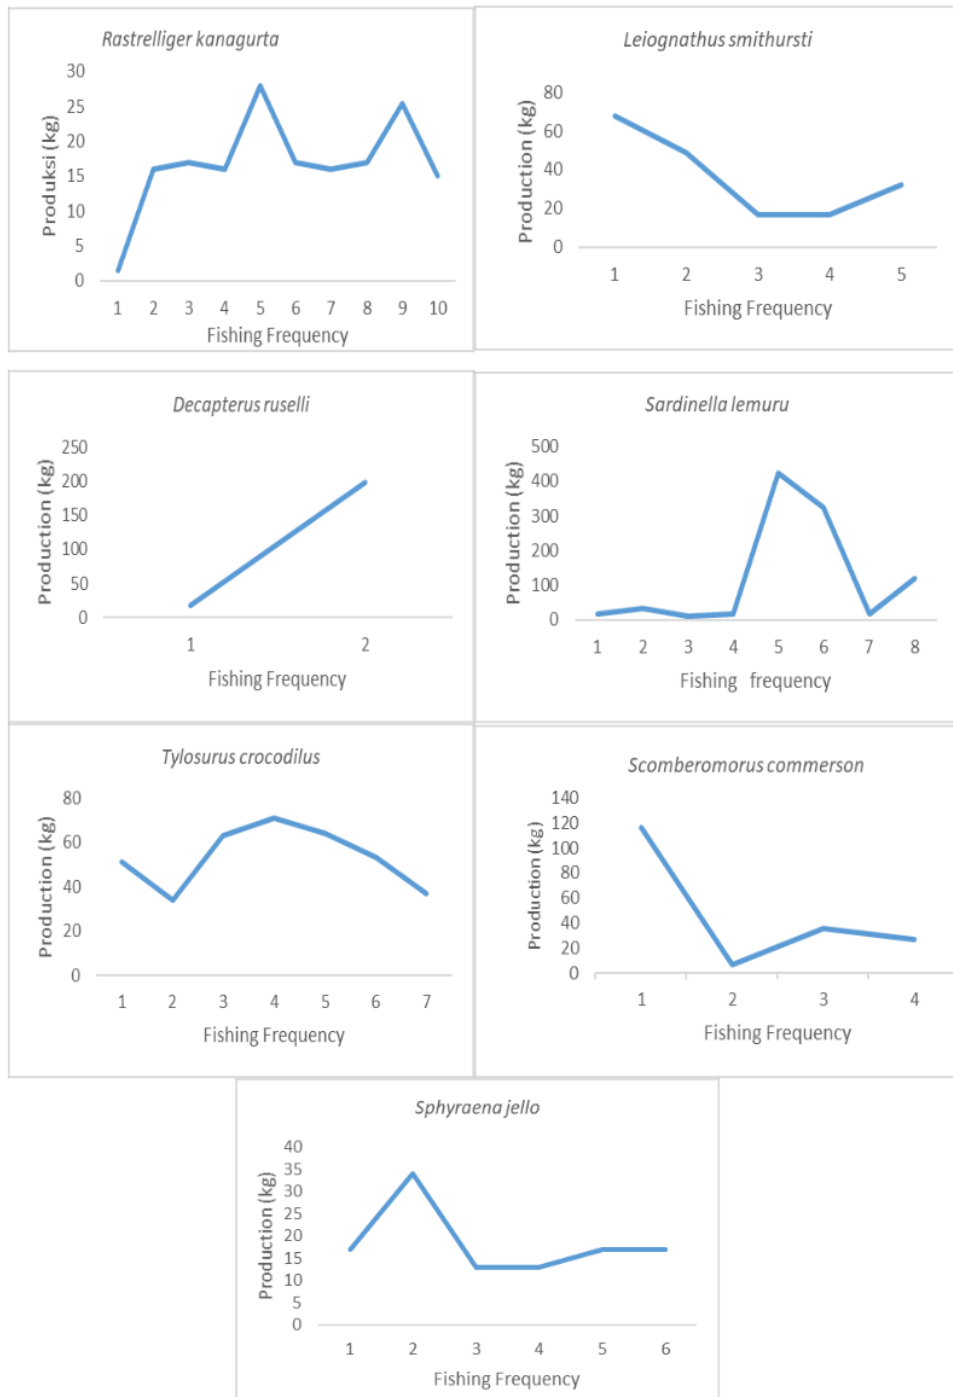 Rastrelliger kanagurta
Produksi (kg)
30
25
20
15
10
5
0
1 2 3 4 5 6 7 8 9 10
Fishing Frequency
Leiognathus smithursti
Production (kg)
80
60
40
20
0
1 2 3 4 5
Fishing Frequency
Decapterus ruselli
Production (kg)
250
200
150
100
50
0
1 2
Fishing Frequency
Sardinella lemuru
Production (kg)
500
400
300
200
100
0
1 2 3 4 5 6 7 8
Fishing frequency
Tylosurus crocodilus
Production (kg)
80
60
40
20
0
1 2 3 4 5 6 7
Fishing Frequency
Scomberomorus commerson
Production (kg)
140
120
100
80
60
40
20
0
1 2 3 4
Fishing Frequency
Sphyraena jello
Production (kg)
40
35
30
25
20
15
10
5
0
1 2 3 4 5 6
Fishing Frequency